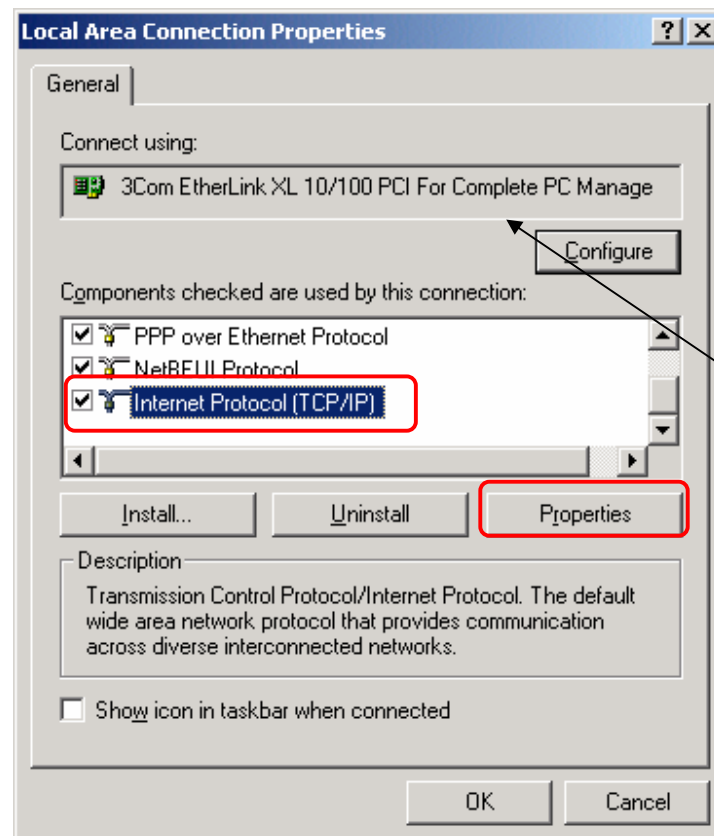 Local Area Connection Properties
General
Connect using:
3Com EtherLink XL 10/100 PCI For Complete PC Manage
Configure
Components checked are used by this connection:
PPP over Ethernet Protocol
NetBEUI Protocol
Internet Protocol (TCP/IP)
Install... Uninstall Properties
Description
Transmission Control Protocol/Internet Protocol. The default
wide area network protocol that provides communication
across diverse interconnected networks.
Show icon in taskbar when connected
OK Cancel